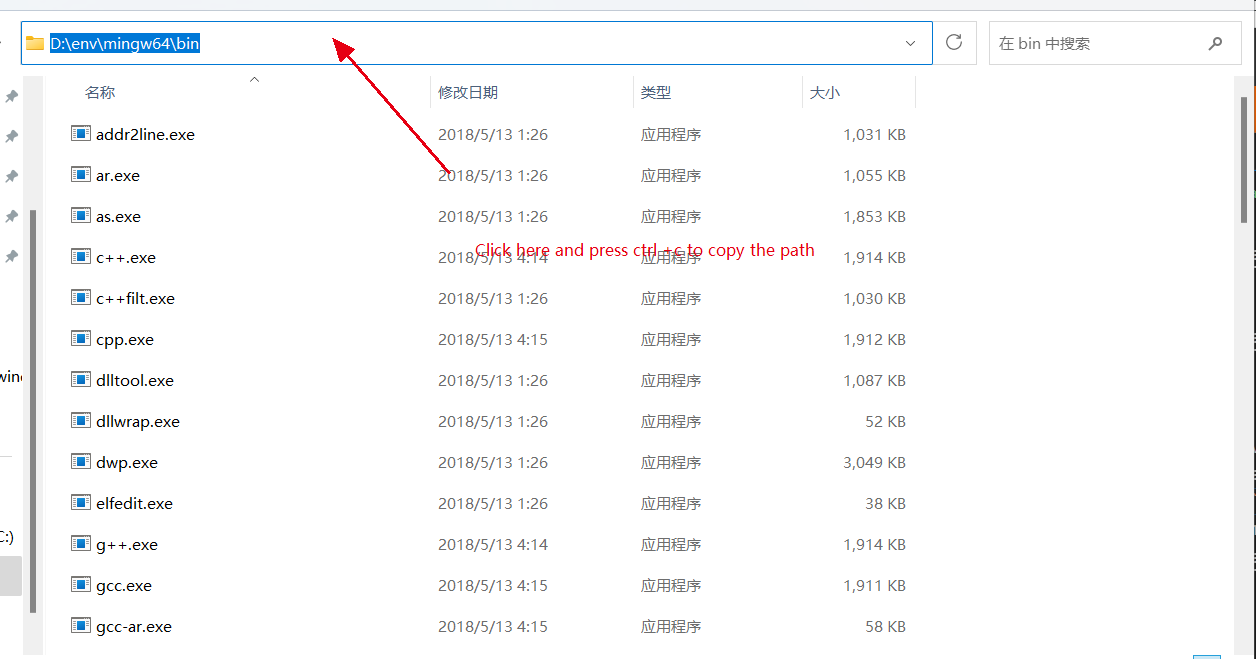 D:\env\mingw64\bin
在 bin 中搜索
名称 修改日期 类型 大小
addr2line.exe 2018/5/13 1:26 应用程序 1,031 KB
ar.exe 2018/5/13 1:26 应用程序 1,055 KB
as.exe 2018/5/13 1:26 应用程序 1,853 KB
Click here and press ctrl +c to copy the path
c++.exe 2018/5/13 4:14 应用程序 1,914 KB
c++filt.exe 2018/5/13 1:26 应用程序 1,030 KB
cpp.exe 2018/5/13 4:15 应用程序 1,912 KB
dlltool.exe 2018/5/13 1:26 应用程序 1,087 KB
dllwrap.exe 2018/5/13 1:26 应用程序 52 KB
dwp.exe 2018/5/13 1:26 应用程序 3,049 KB
elfedit.exe 2018/5/13 1:26 应用程序 38 KB
C:)
g++.exe 2018/5/13 4:14 应用程序 1,914 KB
gcc.exe 2018/5/13 4:15 应用程序 1,911 KB
gcc-ar.exe 2018/5/13 4:15 应用程序 58 KB